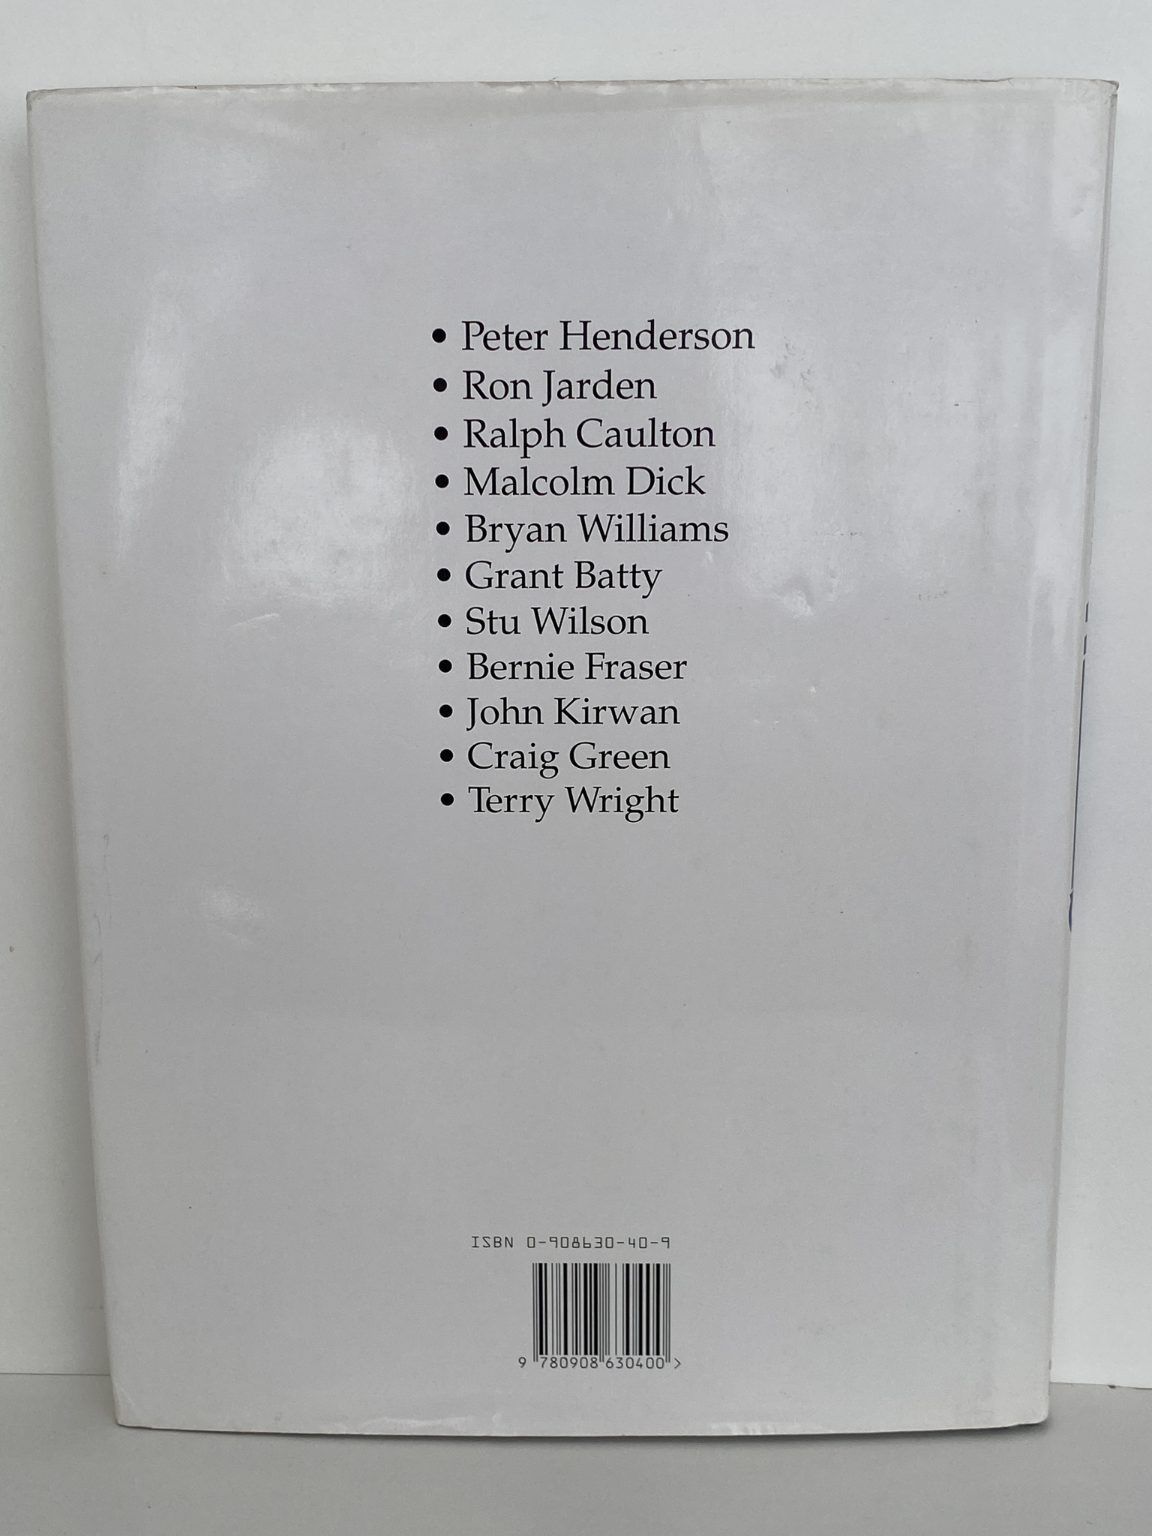 • Peter Henderson
• Ron Jarden
• Ralph Caulton
• Malcolm Dick
• Bryan Williams
• Grant Batty
• Stu Wilson
• Bernie Fraser
• John Kirwan
• Craig Green
• Terry Wright
ISBN 0-908630-40-9
9 780908 630400 >